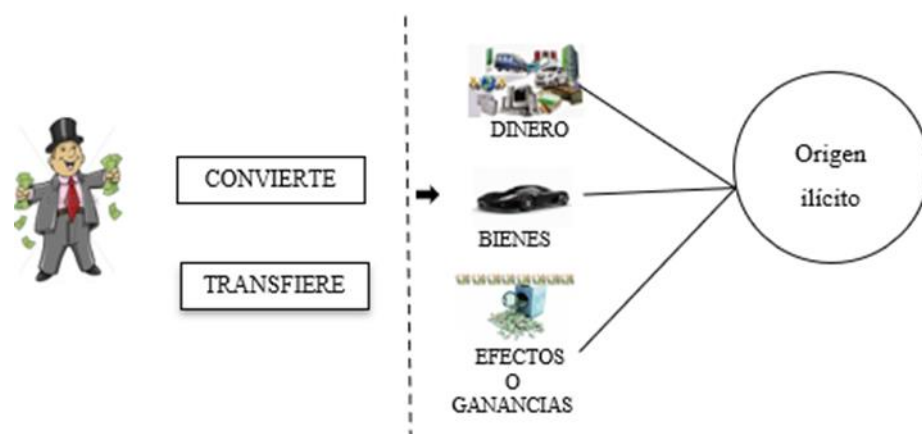 CONVIERTE
TRANSFIERE
DINERO
BIENES
EFECTOS
O
GANANCIAS
Origen
ilícito